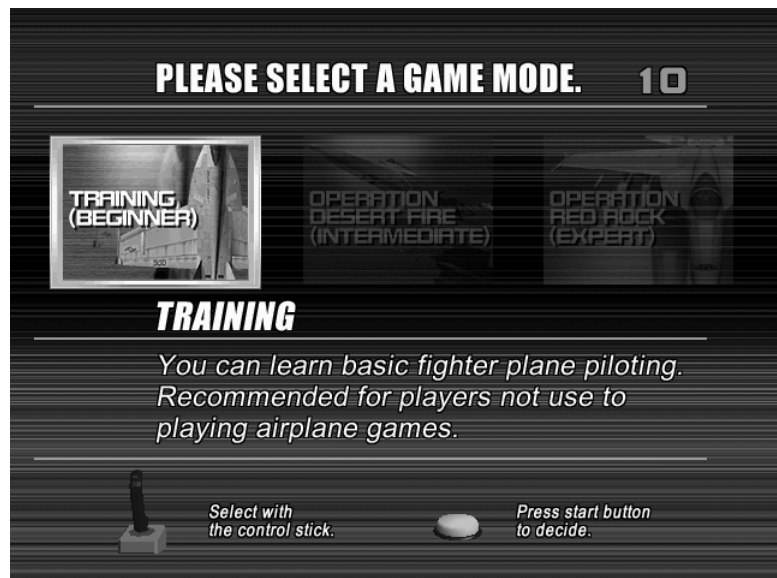 PLEASE SELECT A GAME MODE. 10
TRAINING
(BEGINNER)
300
OPERATION
DESERT FIRE
(INTERMEDIATE)
OPERATION
RED ROCK
(EXPERT)
TRAINING
You can learn basic fighter plane piloting.
Recommended for players not use to
playing airplane games.
Select with
the control stick.
Press start button
to decide.